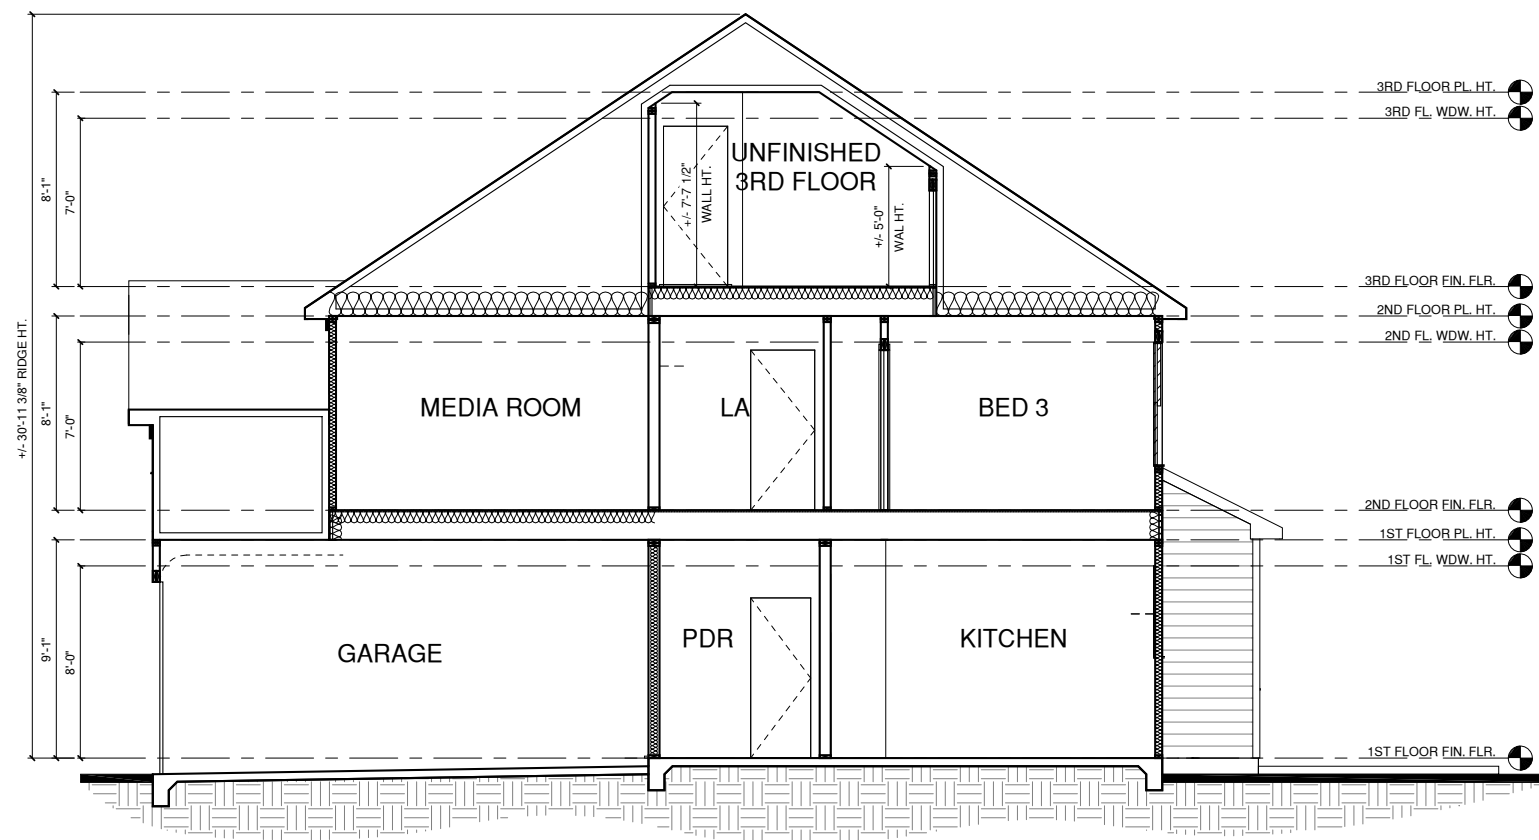 3RD FLOOR PL. HT.
3RD FL. WDW. HT.
UNFINISHED
3RD FLOOR
8'-1"
7'-0"
+/- 7'-7 1/2"
WALL HT.
+/- 5'-0"
WAL HT.
3RD FLOOR FIN. FLR.
2ND FLOOR PL. HT.
2ND FL. WDW. HT.
+/- 30'-11 3/8" RIDGE HT.
8'-1"
7'-0"
MEDIA ROOM
LA
BED 3
2ND FLOOR FIN. FLR.
1ST FLOOR PL. HT.
1ST FL. WDW. HT.
9'-1"
8'-0"
GARAGE
PDR
KITCHEN
1ST FLOOR FIN. FLR.